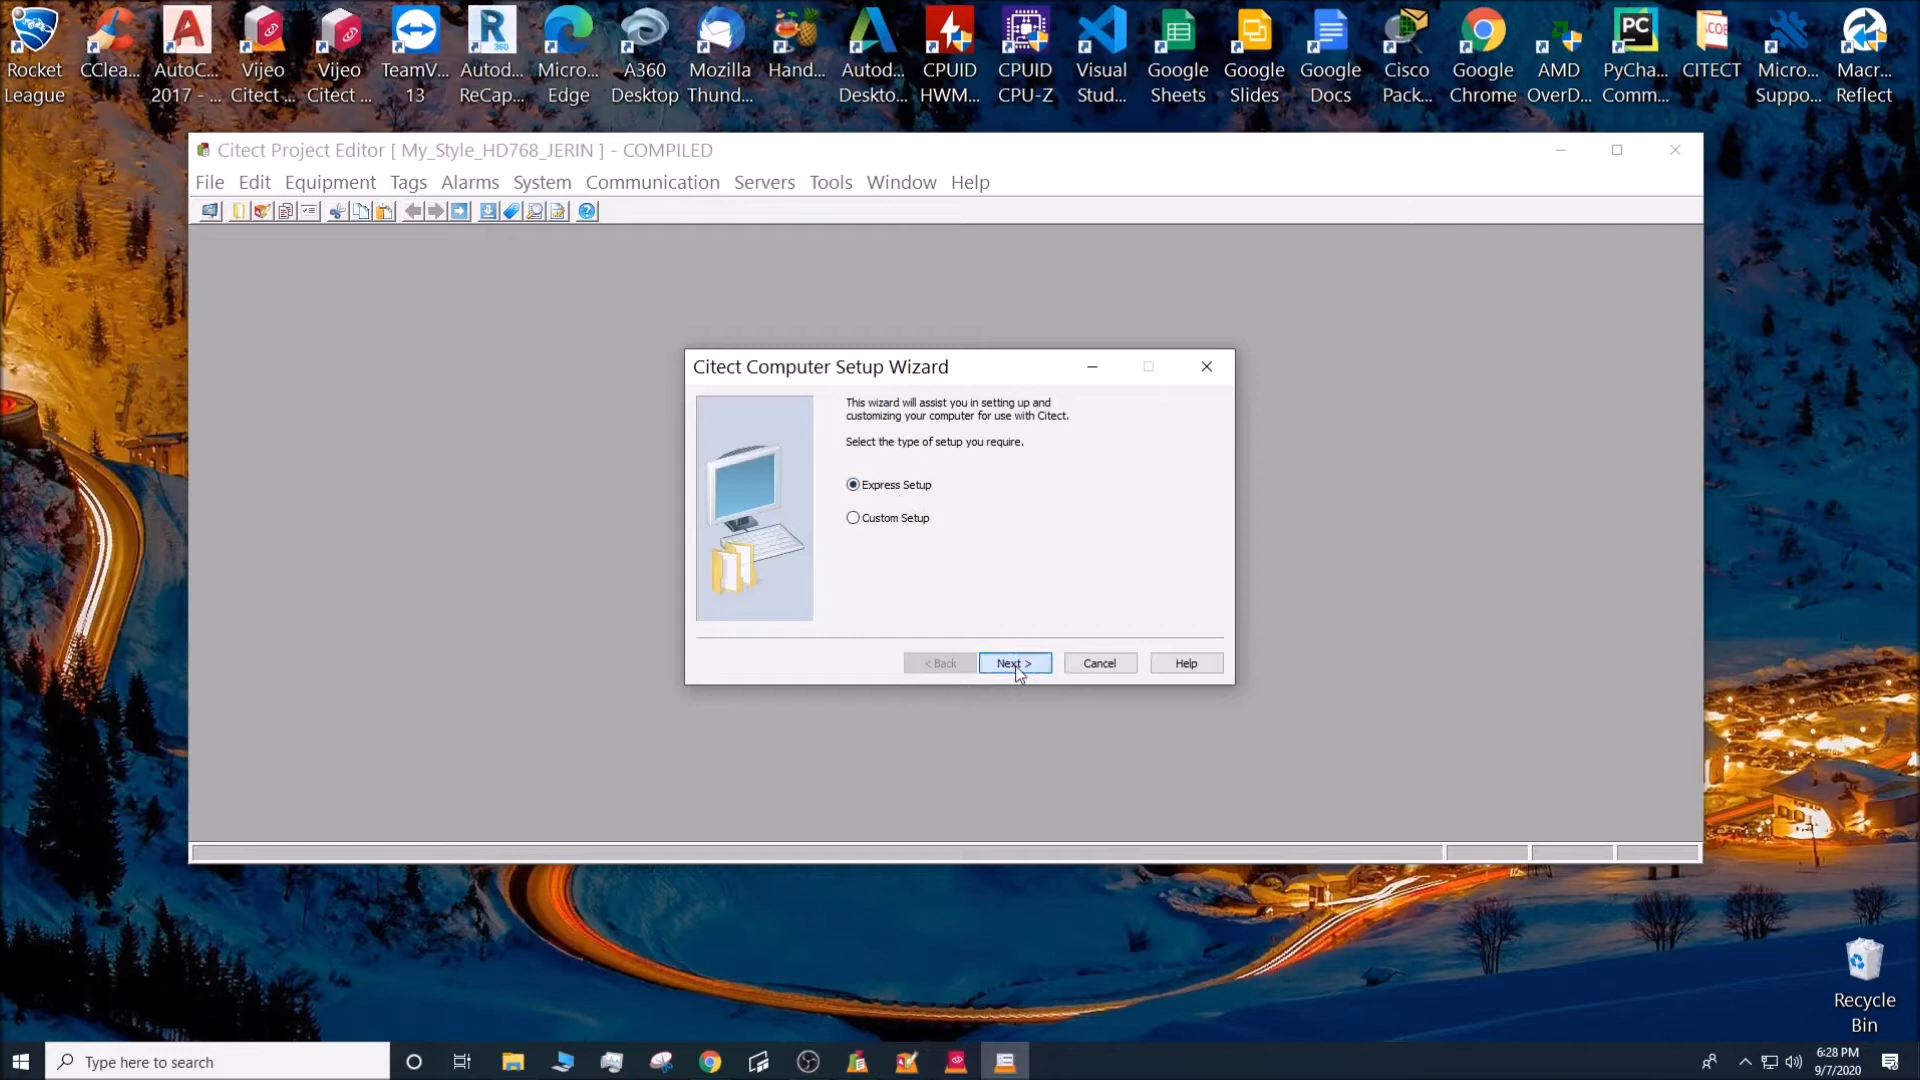 Rocket League
CClea...
AutoC... 2017 - ...
Vijeo Citect ...
Vijeo Citect ...
TeamV... 13
Autod... ReCap...
Micro... Edge
A360 Desktop
Mozilla Thund...
Hand...
Autod... Deskto...
CPUID HWM...
CPUID CPU-Z
Visual Stud...
Google Sheets
Google Slides
Google Docs
Cisco Pack...
Google Chrome
AMD OverD...
PyCha... Comm...
CITECT
Micro... Suppo...
Macr... Reflect
Citect Project Editor [ My_Style_HD768_JERIN ] - COMPILED
File Edit Equipment Tags Alarms System Communication Servers Tools Window Help
Citect Computer Setup Wizard
This wizard will assist you in setting up and
customizing your computer for use with Citect.
Select the type of setup you require.
Express Setup
Custom Setup
< Back Next > Cancel Help
Recycle Bin
Type here to search
6:28 PM
9/7/2020